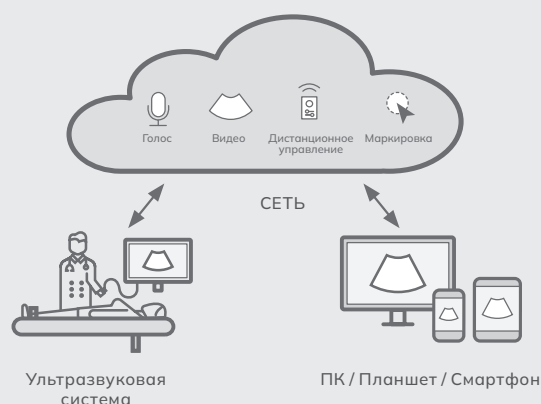 Голос
Видео
Дистанционное
управление
Маркировка
СЕТЬ
Ультразвуковая
система
ПК / Планшет / Смартфон